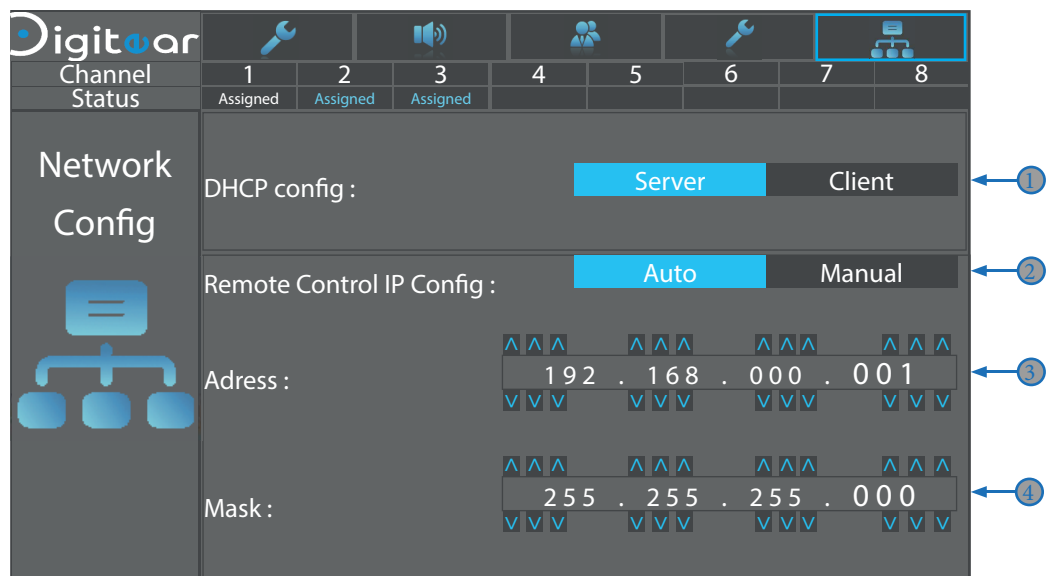 Digitear
Channel 1 2 3 4 5 6 7 8
Status Assigned Assigned Assigned
Network
Config
DHCP config : Server Client 1
Remote Control IP Config : Auto Manual 2
Adress : 192 . 168 . 000 . 001 3
Mask : 255 . 255 . 255 . 000 4